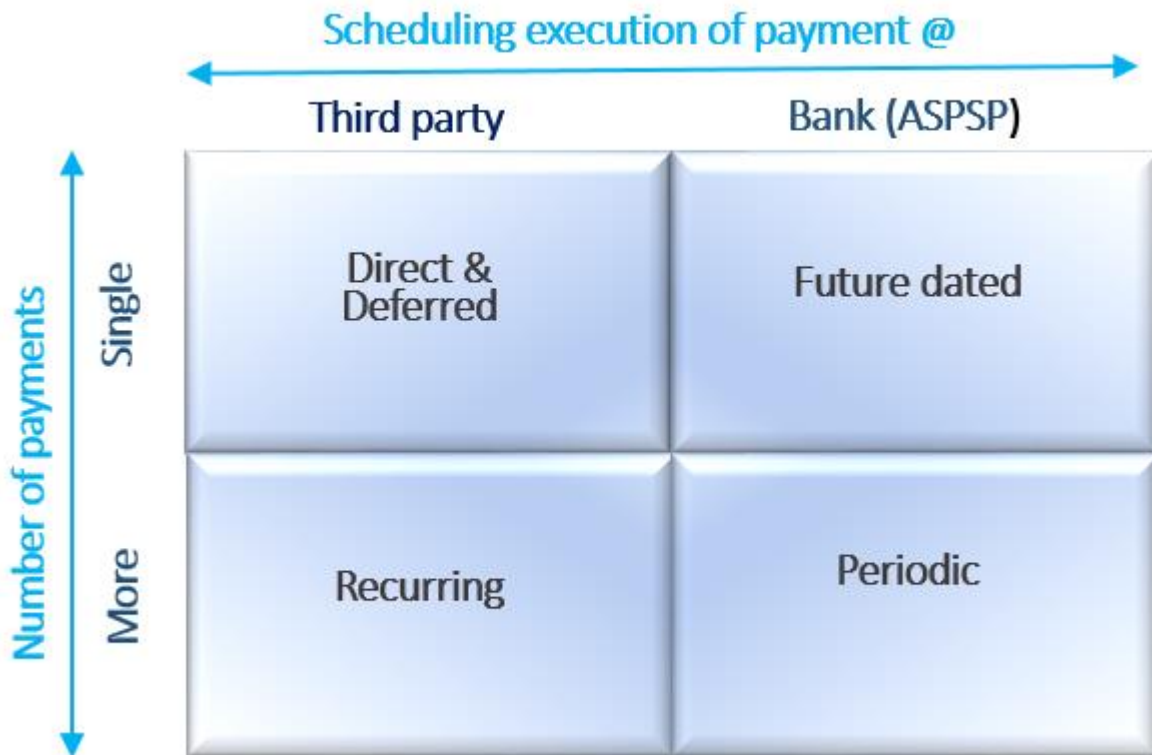 Scheduling execution of payment @
Third party
Bank (ASPSP)
Number of payments
Single
Direct &
Deferred
Future dated
More
Recurring
Periodic